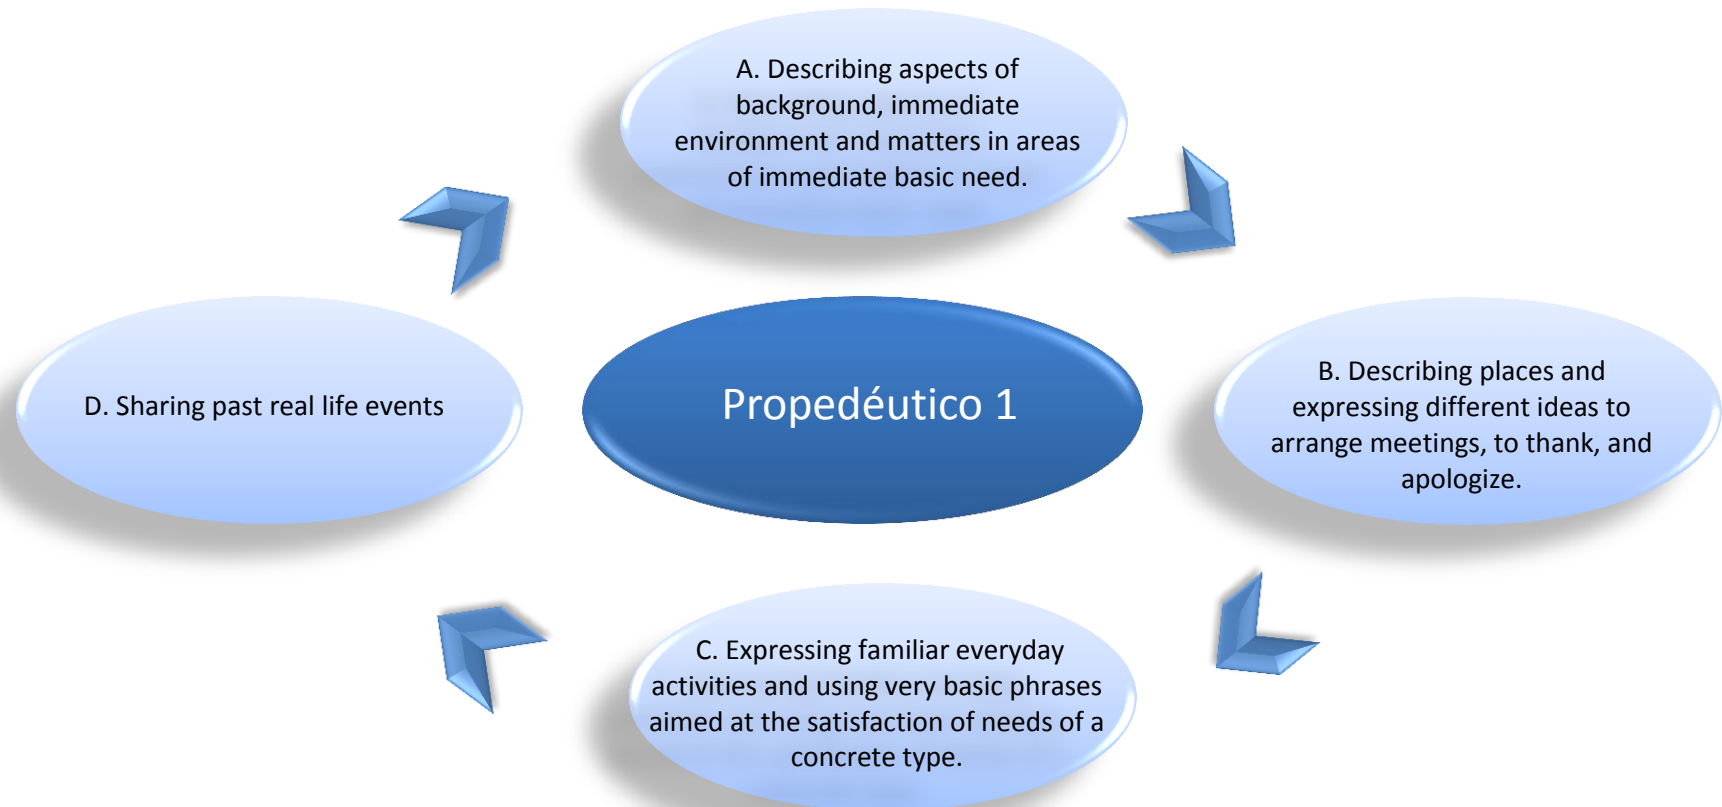 A. Describing aspects of
background, immediate
environment and matters in areas
of immediate basic need.
D. Sharing past real life events
Propedéutico 1
B. Describing places and
expressing different ideas to
arrange meetings, to thank, and
apologize.
C. Expressing familiar everyday
activities and using very basic phrases
aimed at the satisfaction of needs of a
concrete type.